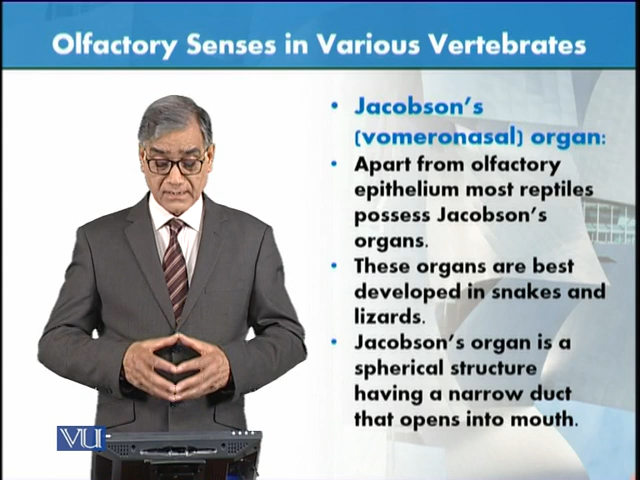 Olfactory Senses in Various Vertebrates
• Jacobson's
(vomeronasal) organ:
• Apart from olfactory
epithelium most reptiles
possess Jacobson's
organs.
• These organs are best
developed in snakes and
lizards.
• Jacobson's organ is a
spherical structure
having a narrow duct
that opens into mouth.
VU